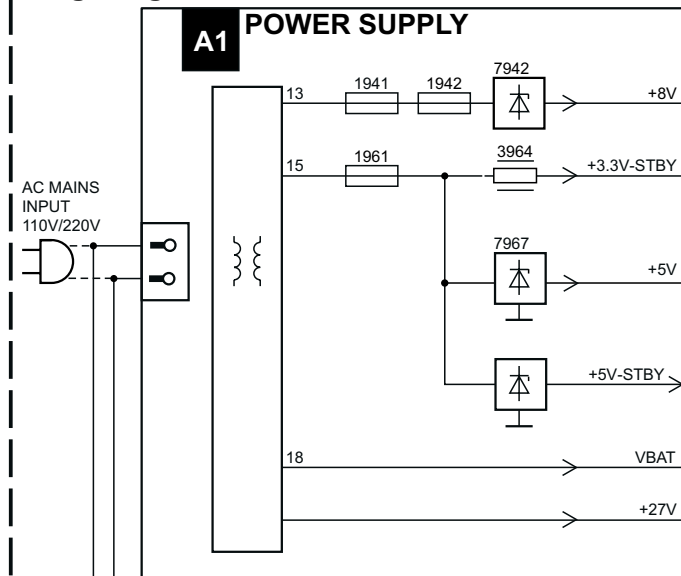 A1
POWER SUPPLY
7942
13
1941
1942
+8V
15
1961
3964
+3.3V-STBY
AC MAINS
INPUT
110V/220V
7967
+5V
+5V-STBY
18
VBAT
+27V